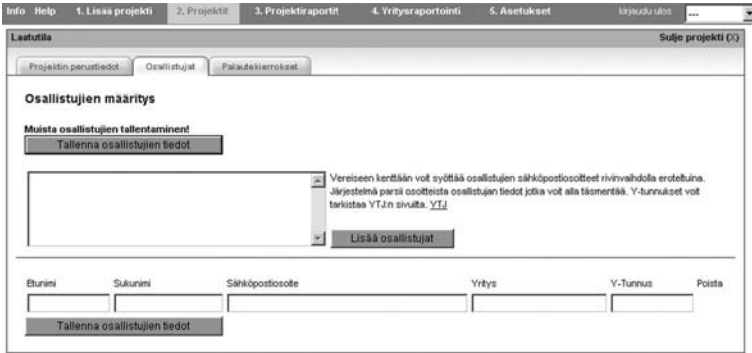 Info Help 1. Lisää projekti 2. Projektit 3. Projektiraportit 4. Yritysraportointi 5. Asetukset kirjaudu ulos ---
Laatutila Sulje projekti (X)
Projektin perustiedot Osallistujat Palautekierrokset
Osallistujien määritys
Muista osallistujien tallentaminen!
Tallenna osallistujien tiedot
Vereiseen kenttään voit syöttää osallistujien sähköpostiosoitteet rivinvaihdolla eroteltuina.
Järjestelmä parsii osoitteista osallistujan tiedot jotka voit alla täsmentää. Y-tunnukset voit
tarkistaa YTJ:n sivuilta. YTJ
Lisää osallistujat
Etunimi Sukunimi Sähköpostiosoite Yritys Y-Tunnus Poista
Tallenna osallistujien tiedot